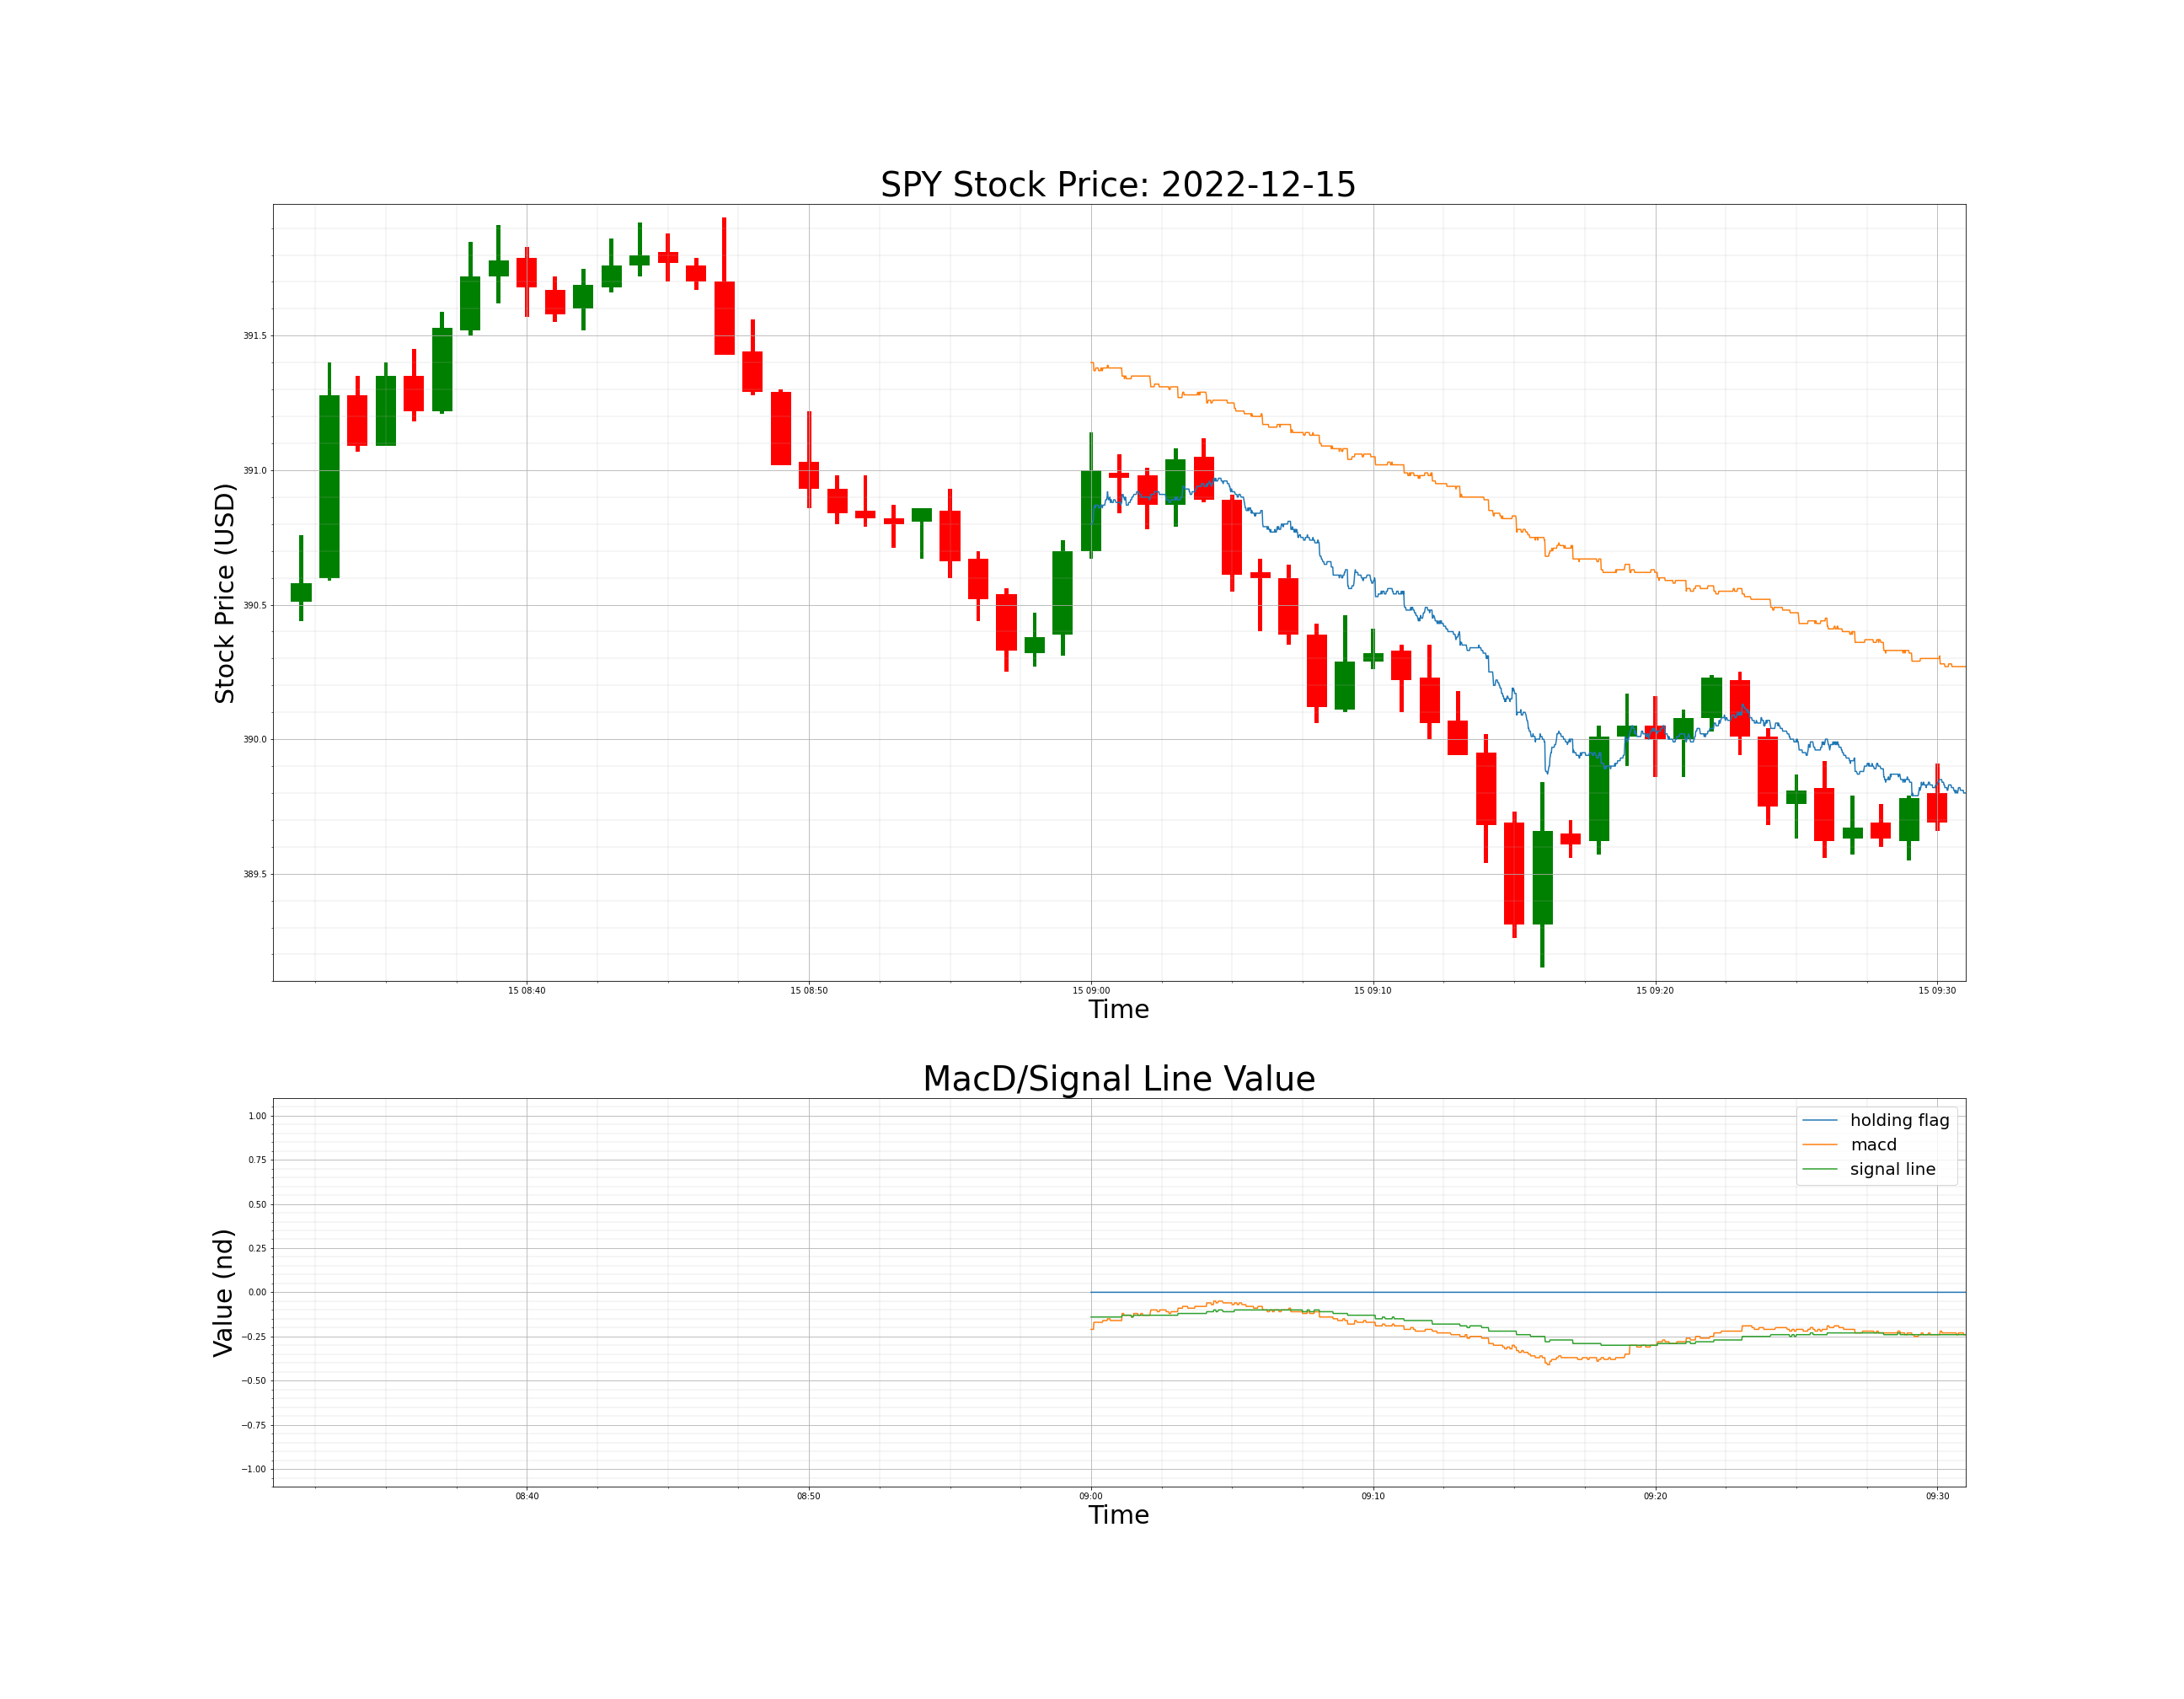 SPY Stock Price: 2022-12-15
Stock Price (USD)
391.5
391.0
390.5
390.0
389.5
15 08:40 15 08:50 15 09:00 15 09:10 15 09:20 15 09:30
Time
MacD/Signal Line Value
Value (nd)
1.00
0.75
0.50
0.25
0.00
−0.25
−0.50
−0.75
−1.00
holding flag
macd
signal line
08:40 08:50 09:00 09:10 09:20 09:30
Time